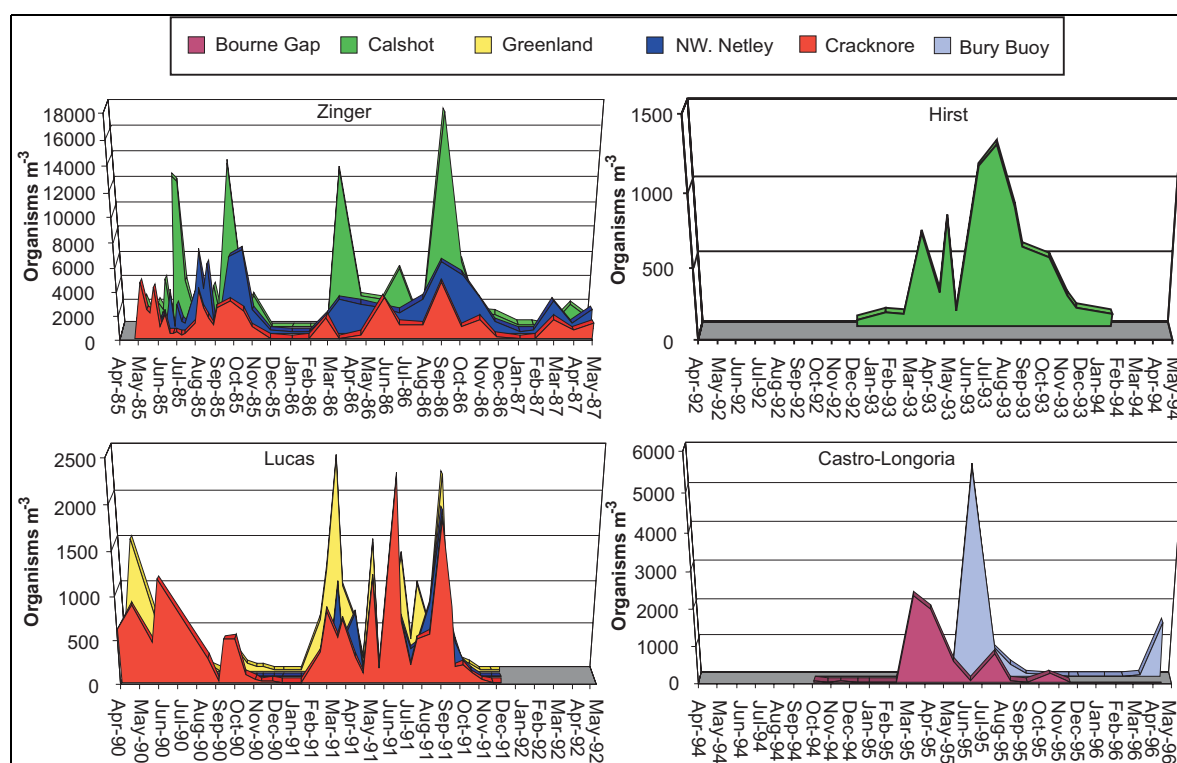 Bourne Gap Calshot Greenland NW. Netley Cracknore Bury Buoy
Zinger
Organisms m-3
18000
16000
14000
12000
10000
8000
6000
4000
2000
0
Apr-85
May-85
Jul-85
Aug-85
Sep-85
Oct-85
Nov-85
Dec-85
Jan-86
Feb-86
Mar-86
Apr-86
May-86
Jun-86
Jul-86
Aug-86
Sep-86
Oct-86
Nov-86
Dec-86
Jan-87
Feb-87
Mar-87
Apr-87
May-87
Hirst
Organisms m-3
1500
1000
500
0
Apr-92
May-92
Jun-92
Jul-92
Aug-92
Sep-92
Oct-92
Nov-92
Dec-92
Jan-93
Feb-93
Mar-93
Apr-93
May-93
Jun-93
Jul-93
Aug-93
Sep-93
Oct-93
Nov-93
Dec-93
Jan-94
Feb-94
Mar-94
Apr-94
May-94
Lucas
Organisms m-3
2500
2000
1500
1000
500
0
Apr-90
May-90
Jul-90
Aug-90
Sep-90
Oct-90
Nov-90
Dec-90
Jan-91
Feb-91
Mar-91
Apr-91
May-91
Jun-91
Jul-91
Aug-91
Sep-91
Oct-91
Nov-91
Dec-91
Jan-92
Feb-92
Mar-92
Apr-92
May-92
Castro-Longoria
Organisms m-3
6000
5000
4000
3000
2000
1000
0
Apr-94
May-94
Jun-94
Jul-94
Aug-94
Sep-94
Oct-94
Nov-94
Dec-94
Jan-95
Feb-95
Mar-95
Apr-95
May-95
Jun-95
Jul-95
Aug-95
Sep-95
Oct-95
Nov-95
Dec-95
Jan-96
Feb-96
Mar-96
Apr-96
May-96